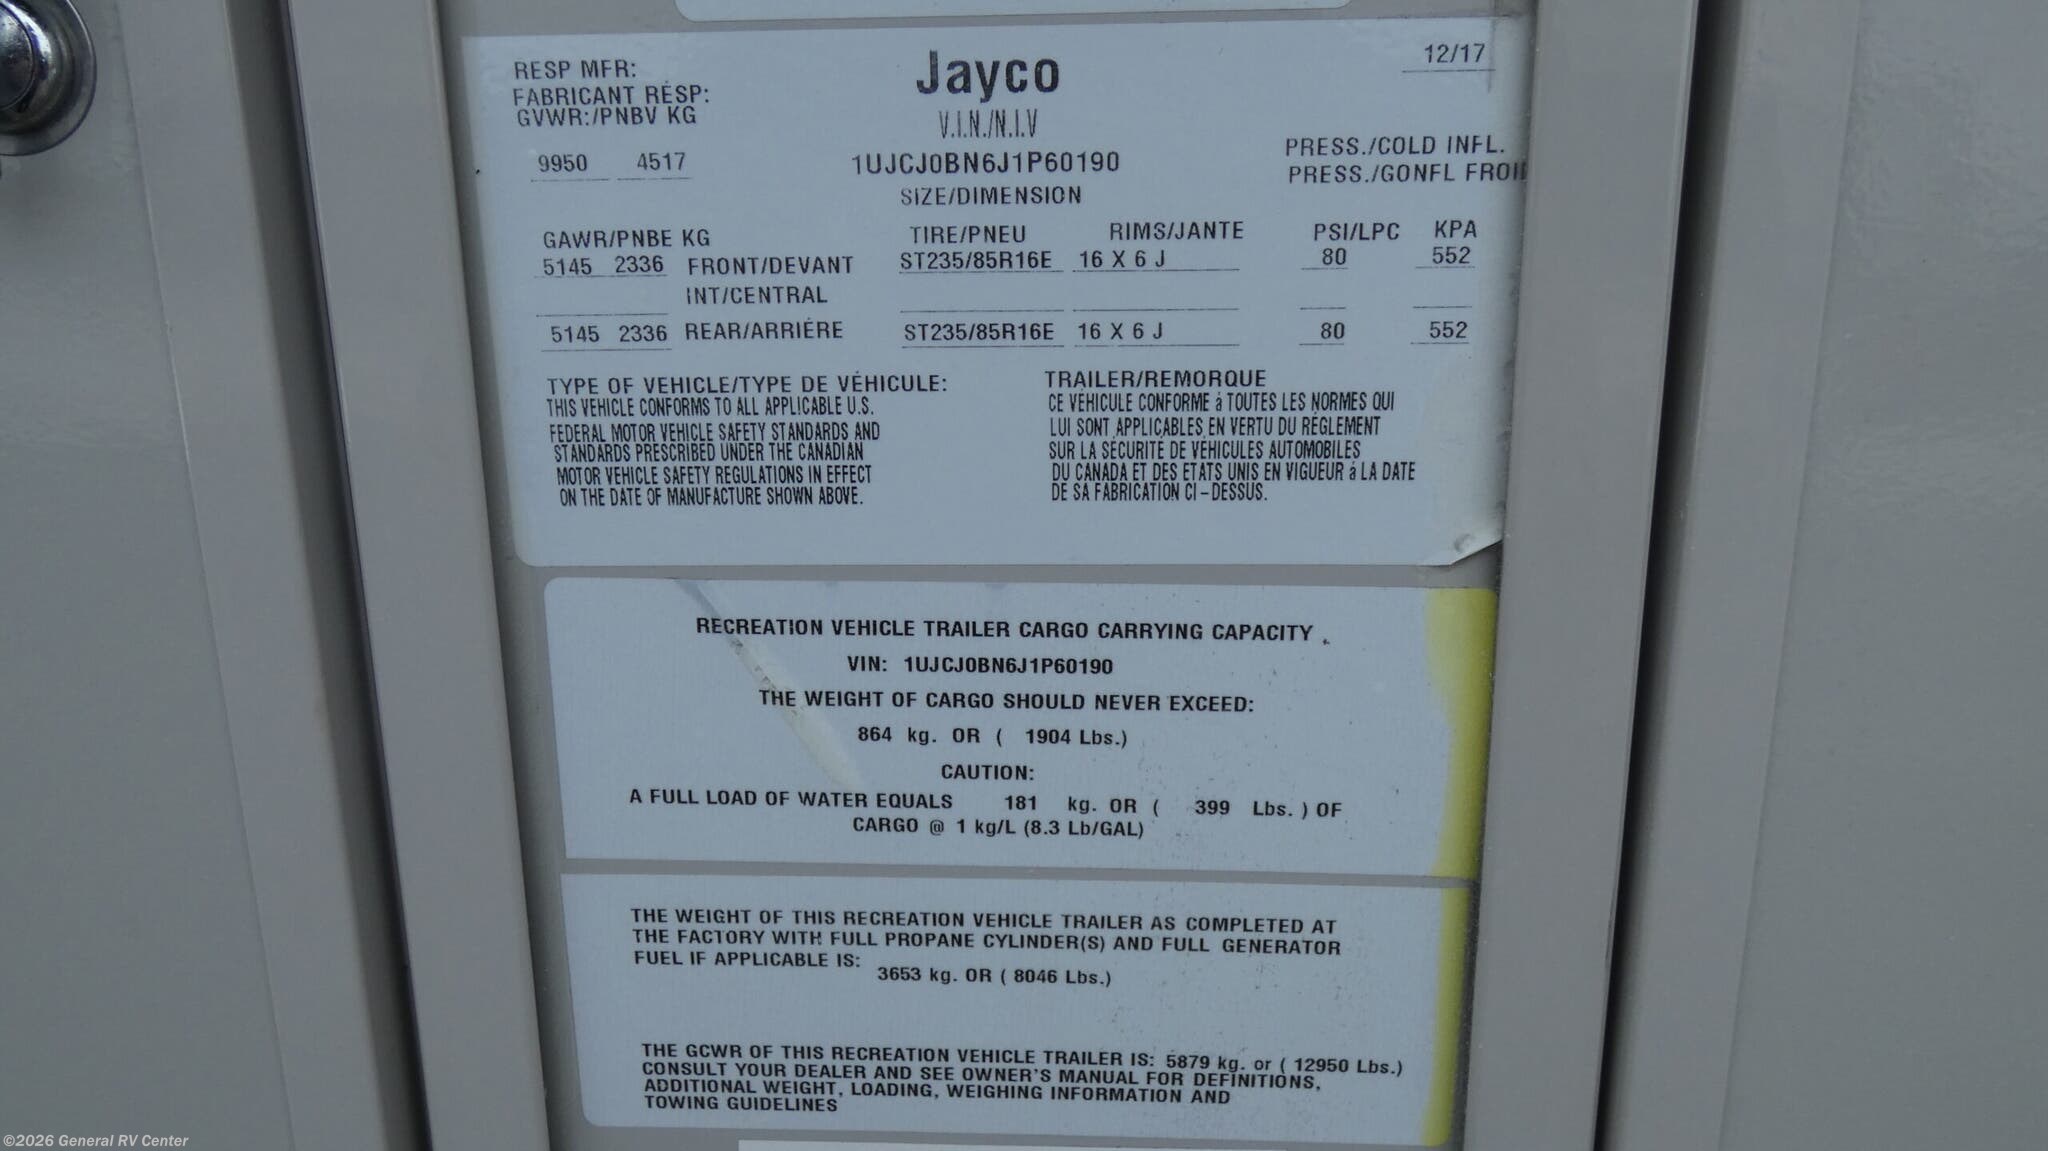 Jayco
12/17
RESP MFR:
FABRICANT RESP:
GVWR:/PNBV KG
V.I.N./N.I.V
9950 4517
1UJCJ0BN6J1P60190
PRESS./COLD INFL.
PRESS./GONFL FROID
SIZE/DIMENSION
GAWR/PNBE KG TIRE/PNEU RIMS/JANTE PSI/LPC KPA
5145 2336 FRONT/DEVANT ST235/85R16E 16 X 6 J 80 552
INT/CENTRAL
5145 2336 REAR/ARRIÈRE ST235/85R16E 16 X 6 J 80 552
TYPE OF VEHICLE/TYPE DE VÉHICULE: TRAILER/REMORQUE
THIS VEHICLE CONFORMS TO ALL APPLICABLE U.S.
FEDERAL MOTOR VEHICLE SAFETY STANDARDS AND
STANDARDS PRESCRIBED UNDER THE CANADIAN
MOTOR VEHICLE SAFETY REGULATIONS IN EFFECT
ON THE DATE OF MANUFACTURE SHOWN ABOVE.
CE VÉHICULE CONFORME à TOUTES LES NORMES QUI
LUI SONT APPLICABLES EN VERTU DU RÉGLEMENT
SUR LA SÉCURITÉ DE VÉHICULES AUTOMOBILES
DU CANADA ET DES ETATS UNIS EN VIGUEUR á LA DATE
DE SA FABRICATION CI-DESSUS.
RECREATION VEHICLE TRAILER CARGO CARRYING CAPACITY
VIN: 1UJCJ0BN6J1P60190
THE WEIGHT OF CARGO SHOULD NEVER EXCEED:
864 kg. OR ( 1904 Lbs.)
CAUTION:
A FULL LOAD OF WATER EQUALS 181 kg. OR ( 399 Lbs. ) OF
CARGO @ 1 kg/L (8.3 Lb/GAL)
THE WEIGHT OF THIS RECREATION VEHICLE TRAILER AS COMPLETED AT
THE FACTORY WITH FULL PROPANE CYLINDER(S) AND FULL GENERATOR
FUEL IF APPLICABLE IS:
3653 kg. OR ( 8046 Lbs.)
THE GCWR OF THIS RECREATION VEHICLE TRAILER IS: 5879 kg. or ( 12950 Lbs.)
CONSULT YOUR DEALER AND SEE OWNER'S MANUAL FOR DEFINITIONS,
ADDITIONAL WEIGHT, LOADING, WEIGHING INFORMATION AND
TOWING GUIDELINES
©2026 General RV Center